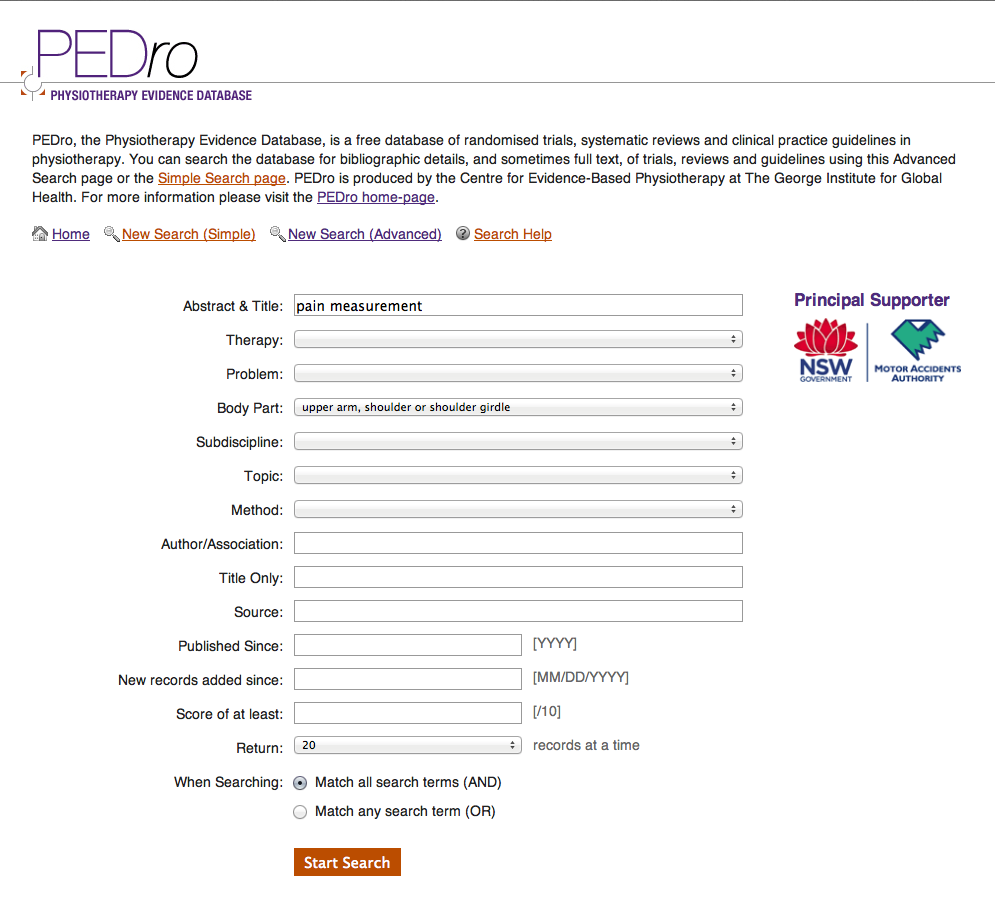 PEDro
PHYSIOTHERAPY EVIDENCE DATABASE
PEDro, the Physiotherapy Evidence Database, is a free database of randomised trials, systematic reviews and clinical practice guidelines in
physiotherapy. You can search the database for bibliographic details, and sometimes full text, of trials, reviews and guidelines using this Advanced
Search page or the Simple Search page. PEDro is produced by the Centre for Evidence-Based Physiotherapy at The George Institute for Global
Health. For more information please visit the PEDro home-page.
Home New Search (Simple) New Search (Advanced) ? Search Help
Abstract & Title: pain measurement
Therapy:
Problem:
Body Part: upper arm, shoulder or shoulder girdle
Subdiscipline:
Topic:
Method:
Author/Association:
Title Only:
Source:
Published Since: [YYYY]
New records added since: [MM/DD/YYYY]
Score of at least: [/10]
Return: 20 records at a time
When Searching: Match all search terms (AND)
Match any search term (OR)
Start Search
Principal Supporter
NSW
GOVERNMENT
MOTOR ACCIDENTS
AUTHORITY